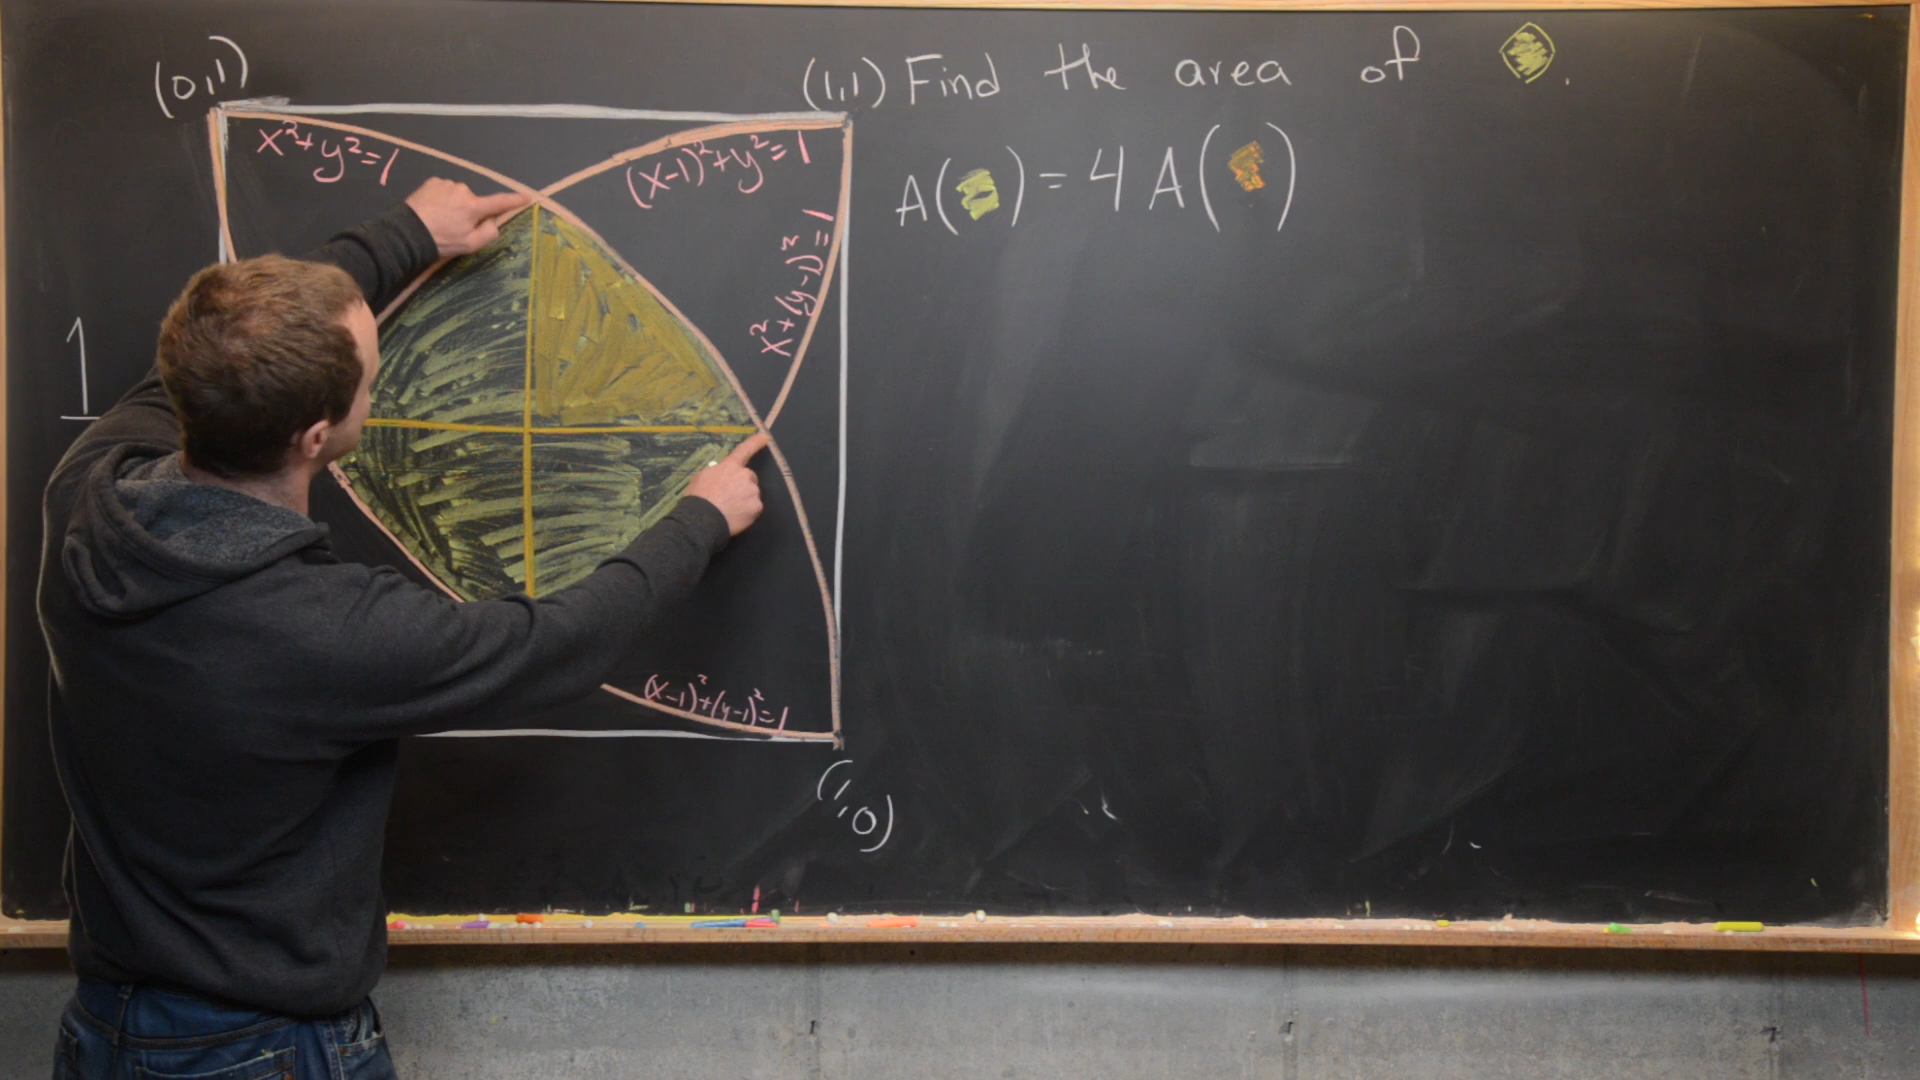 (0,1)
(1,1) Find the area of .
x²+y²=1
(x-1)²+y²=1
A( ) = 4 A( )
x²+(y-1)²=1
1
(x-1)²+(y-1)²=1
(1,0)